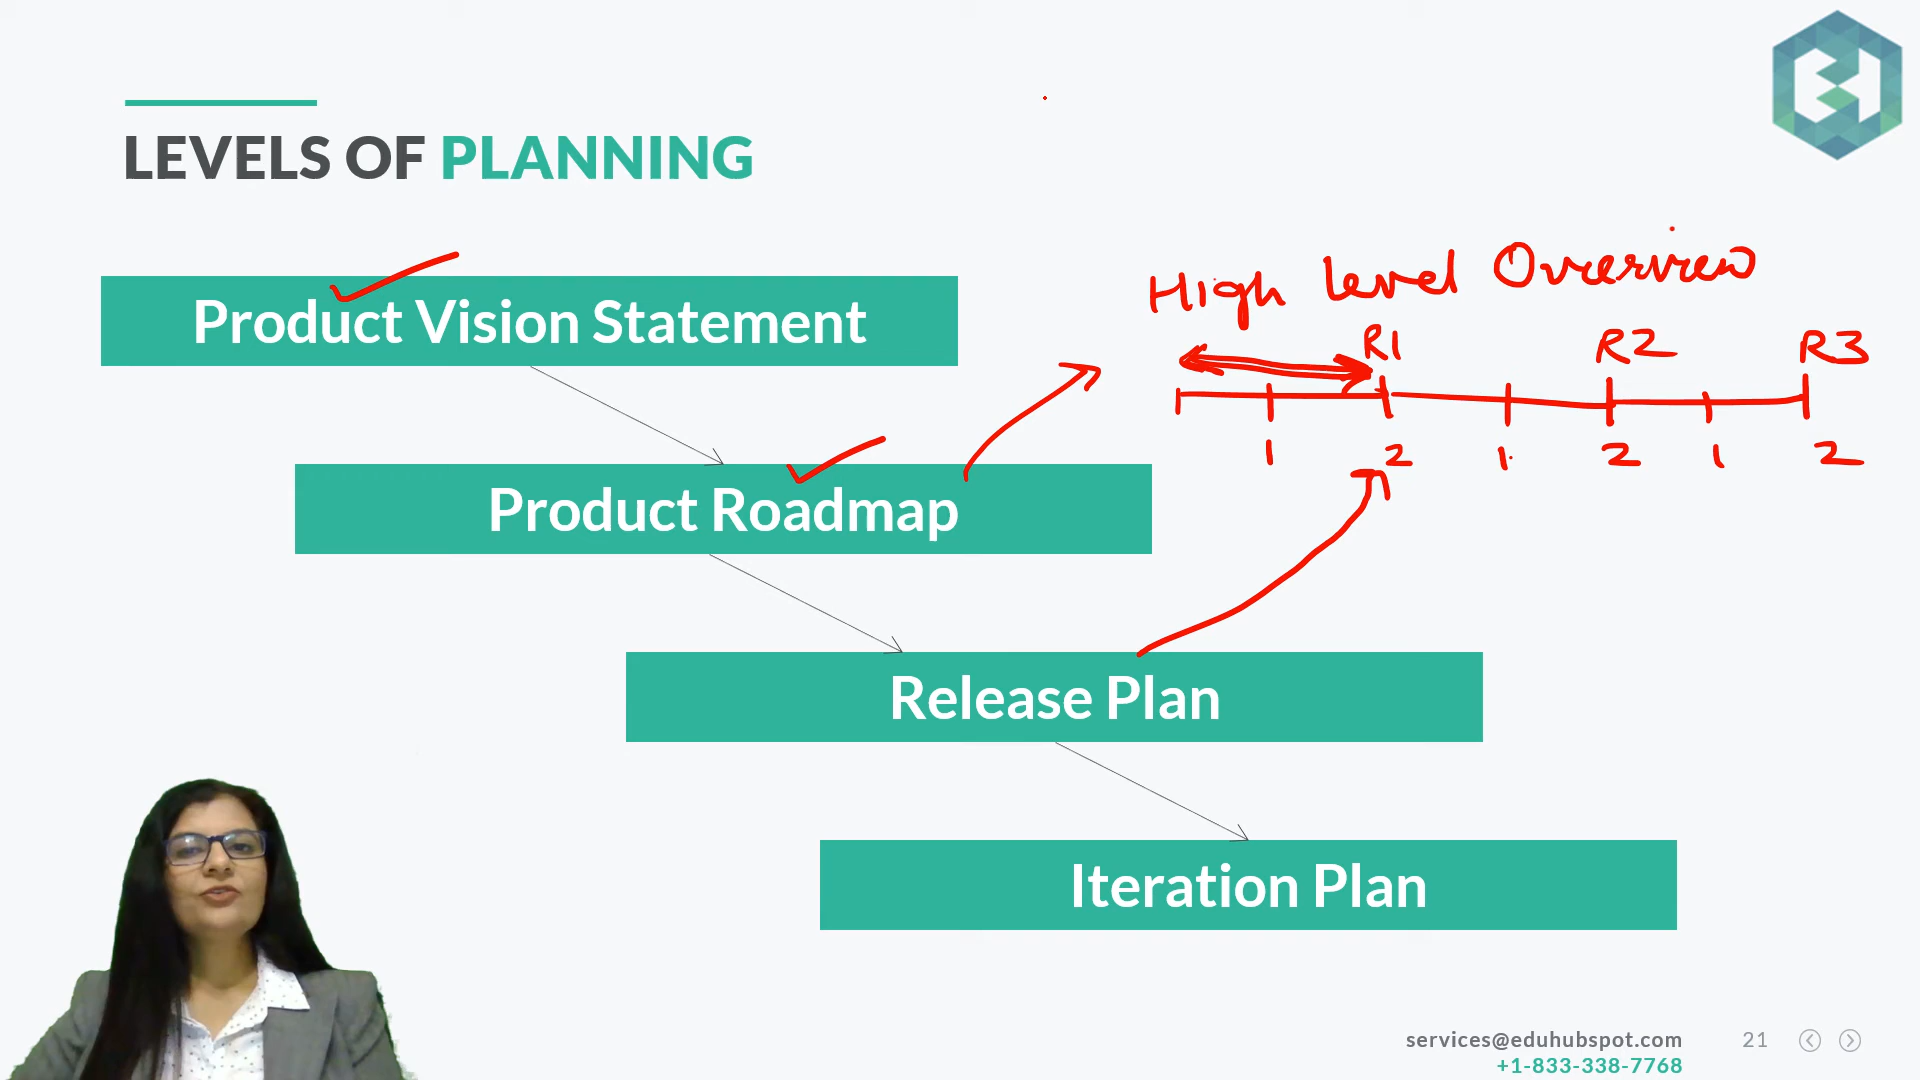 LEVELS OF PLANNING
High level Overview
Product Vision Statement
R1 R2 R3
1 2 1 2 1 2
Product Roadmap
Release Plan
Iteration Plan
services@eduhubspot.com 21
+1-833-338-7768